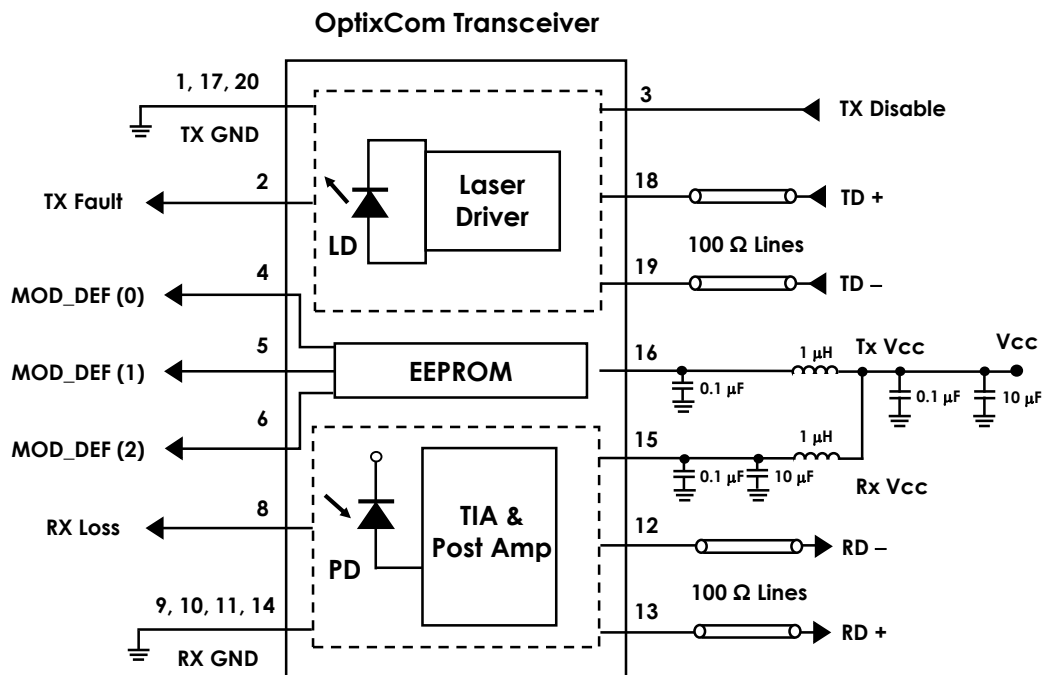 OptixCom Transceiver
1, 17, 20
TX GND
3
TX Disable
2
TX Fault
LD
Laser
Driver
18
TD +
100 Ω Lines
19
TD –
4
MOD_DEF (0)
5
MOD_DEF (1)
6
MOD_DEF (2)
EEPROM
16
0.1 µF
1 µH
Tx Vcc
Vcc
0.1 µF
10 µF
15
0.1 µF
10 µF
1 µH
Rx Vcc
8
RX Loss
PD
TIA &
Post Amp
12
RD –
100 Ω Lines
13
RD +
9, 10, 11, 14
RX GND